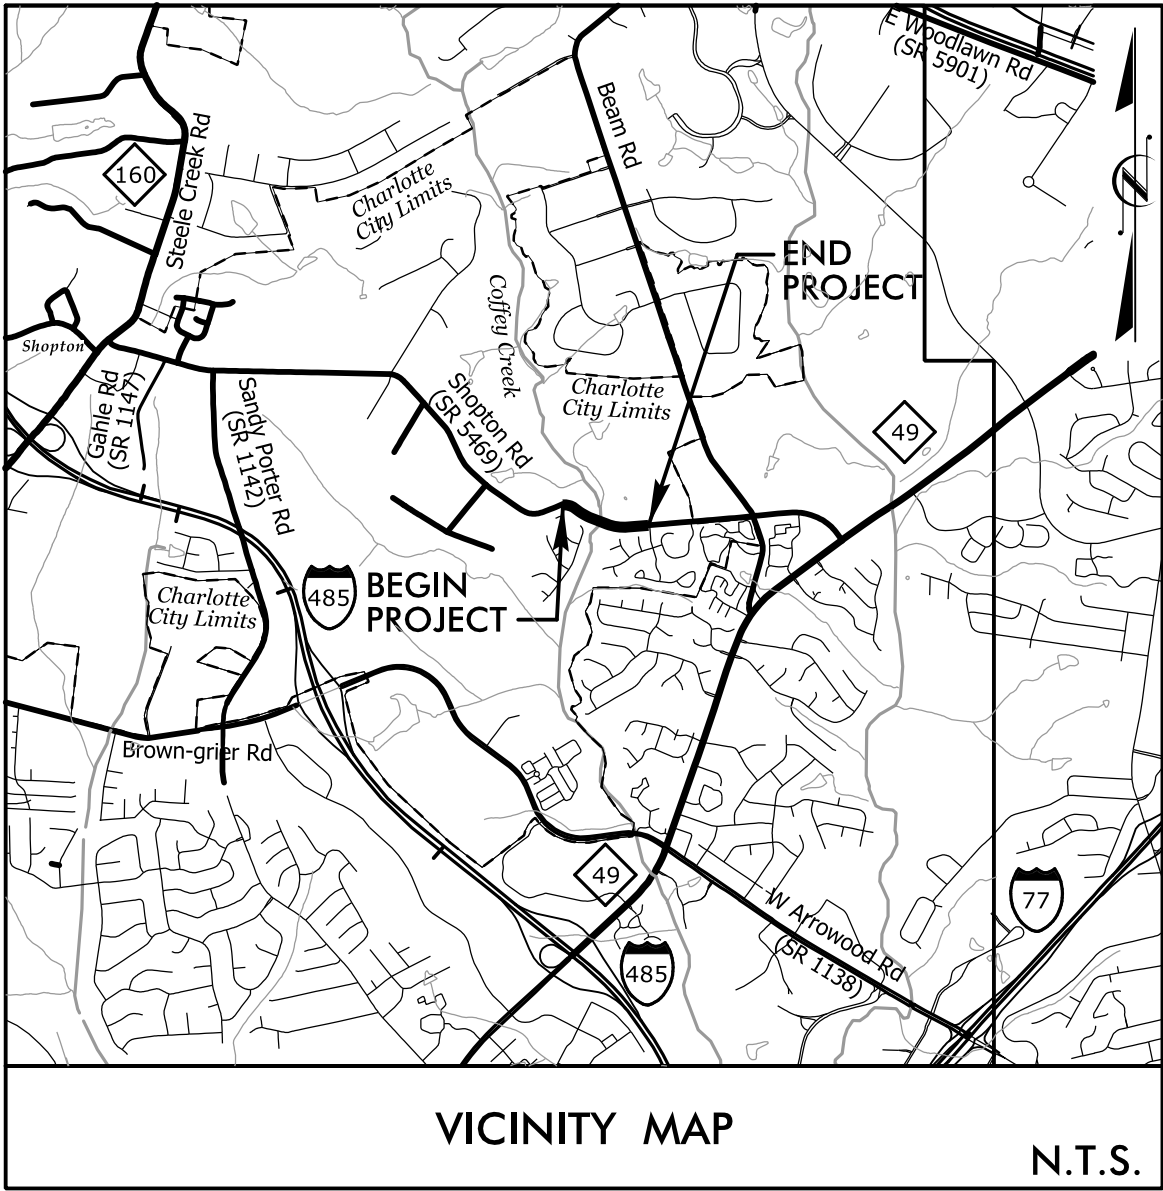 E Woodlawn Rd
(SR 5901)
Beam Rd
Steele Creek Rd
160
Charlotte
City Limits
END
PROJECT
Coffey Creek
Shopton
Gahle Rd
(SR 1147)
Sandy Porter Rd
(SR 1142)
Shopton Rd
(SR 5469)
Charlotte
City Limits
49
485
BEGIN
PROJECT
Charlotte
City Limits
Brown-grier Rd
49
W Arrowood Rd
(SR 1138)
77
485
VICINITY MAP
N.T.S.